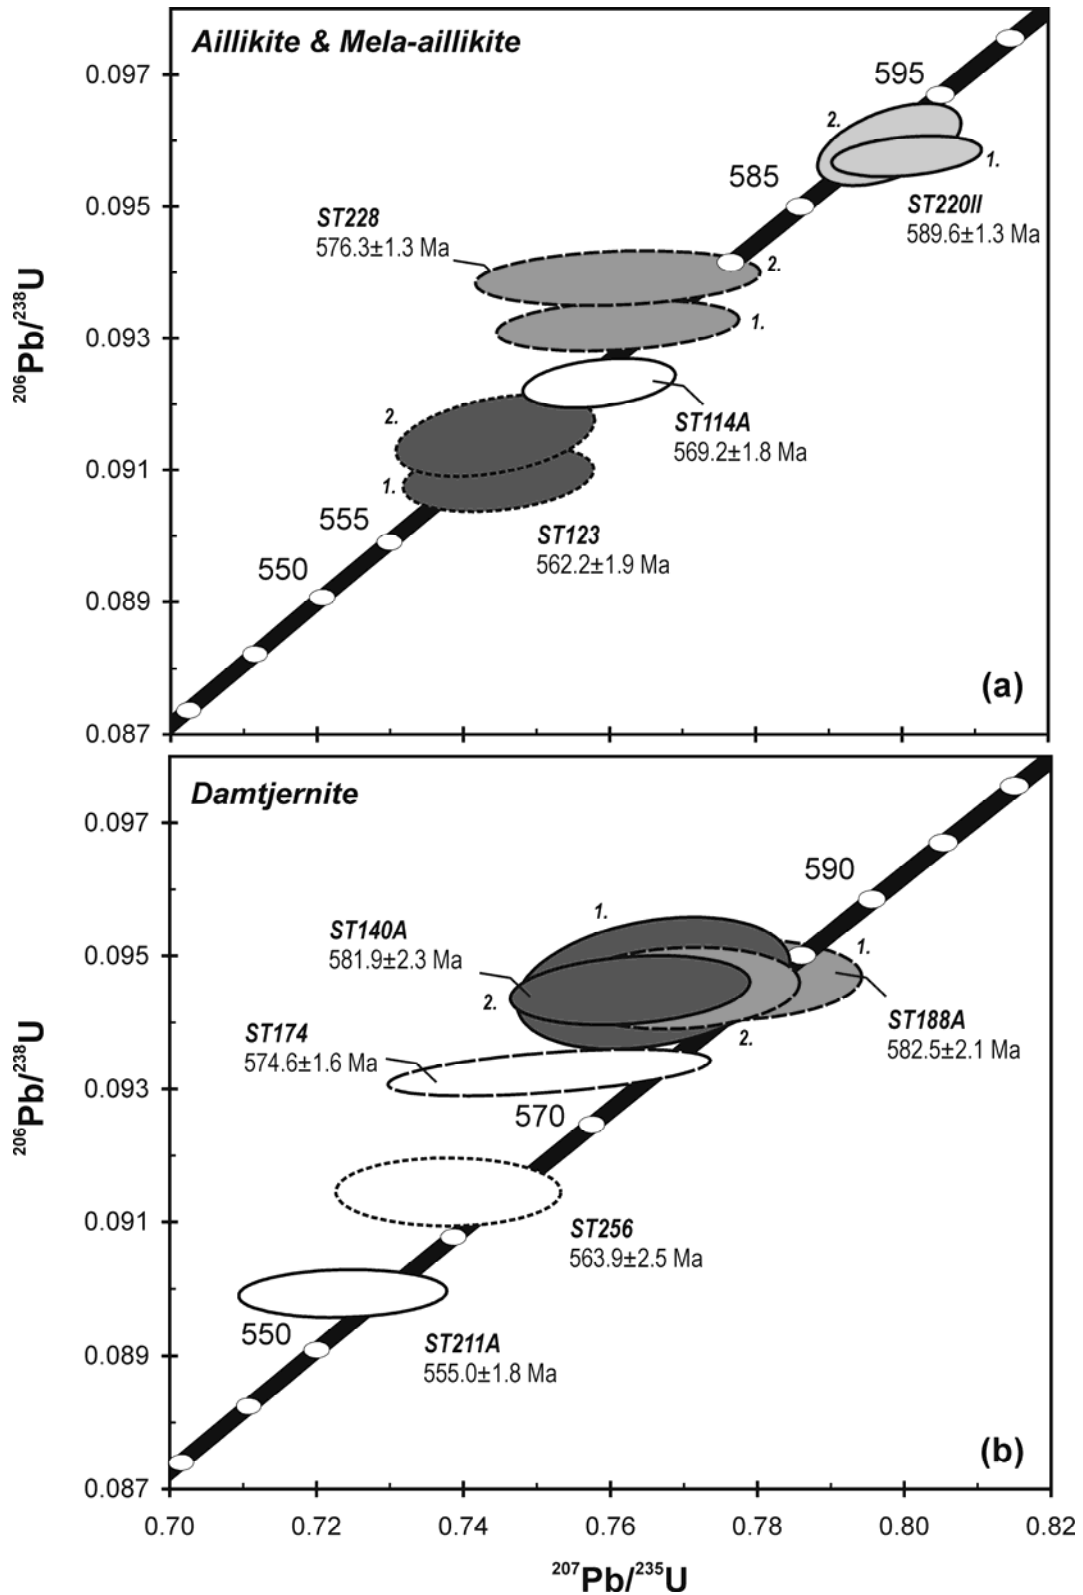 Aillikite & Mela-aillikite
0.097
595
2.
1.
585
0.095
ST220II
589.6±1.3 Ma
ST228
576.3±1.3 Ma
2.
206Pb/238U
0.093
1.
ST114A
569.2±1.8 Ma
2.
0.091
1.
555
ST123
562.2±1.9 Ma
550
0.089
(a)
0.087
Damtjernite
0.097
590
1.
ST140A
581.9±2.3 Ma
1.
0.095
2.
ST188A
582.5±2.1 Ma
2.
ST174
574.6±1.6 Ma
206Pb/238U
0.093
570
0.091
ST256
563.9±2.5 Ma
550
ST211A
555.0±1.8 Ma
0.089
(b)
0.087
0.70 0.72 0.74 0.76 0.78 0.80 0.82
207Pb/235U